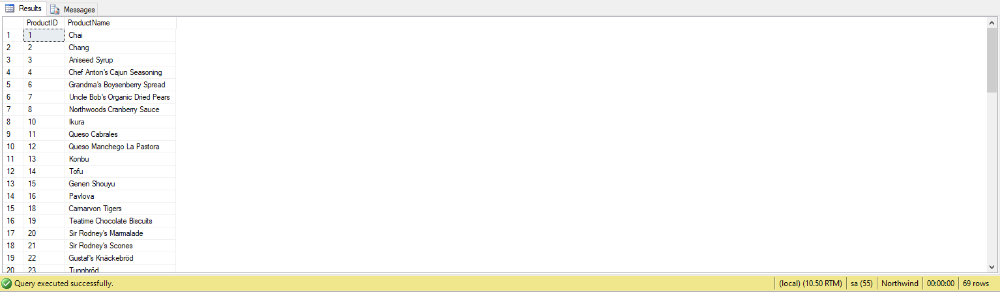 Results Messages
ProductID ProductName
1 1 Chai
2 2 Chang
3 3 Aniseed Syrup
4 4 Chef Anton's Cajun Seasoning
5 6 Grandma's Boysenberry Spread
6 7 Uncle Bob's Organic Dried Pears
7 8 Northwoods Cranberry Sauce
8 10 Ikura
9 11 Queso Cabrales
10 12 Queso Manchego La Pastora
11 13 Konbu
12 14 Tofu
13 15 Genen Shouyu
14 16 Pavlova
15 18 Carnarvon Tigers
16 19 Teatime Chocolate Biscuits
17 20 Sir Rodney's Marmalade
18 21 Sir Rodney's Scones
19 22 Gustaf's Knäckebröd
20 23 Tunnbröd
Query executed successfully. (local) (10.50 RTM) sa (55) Northwind 00:00:00 69 rows